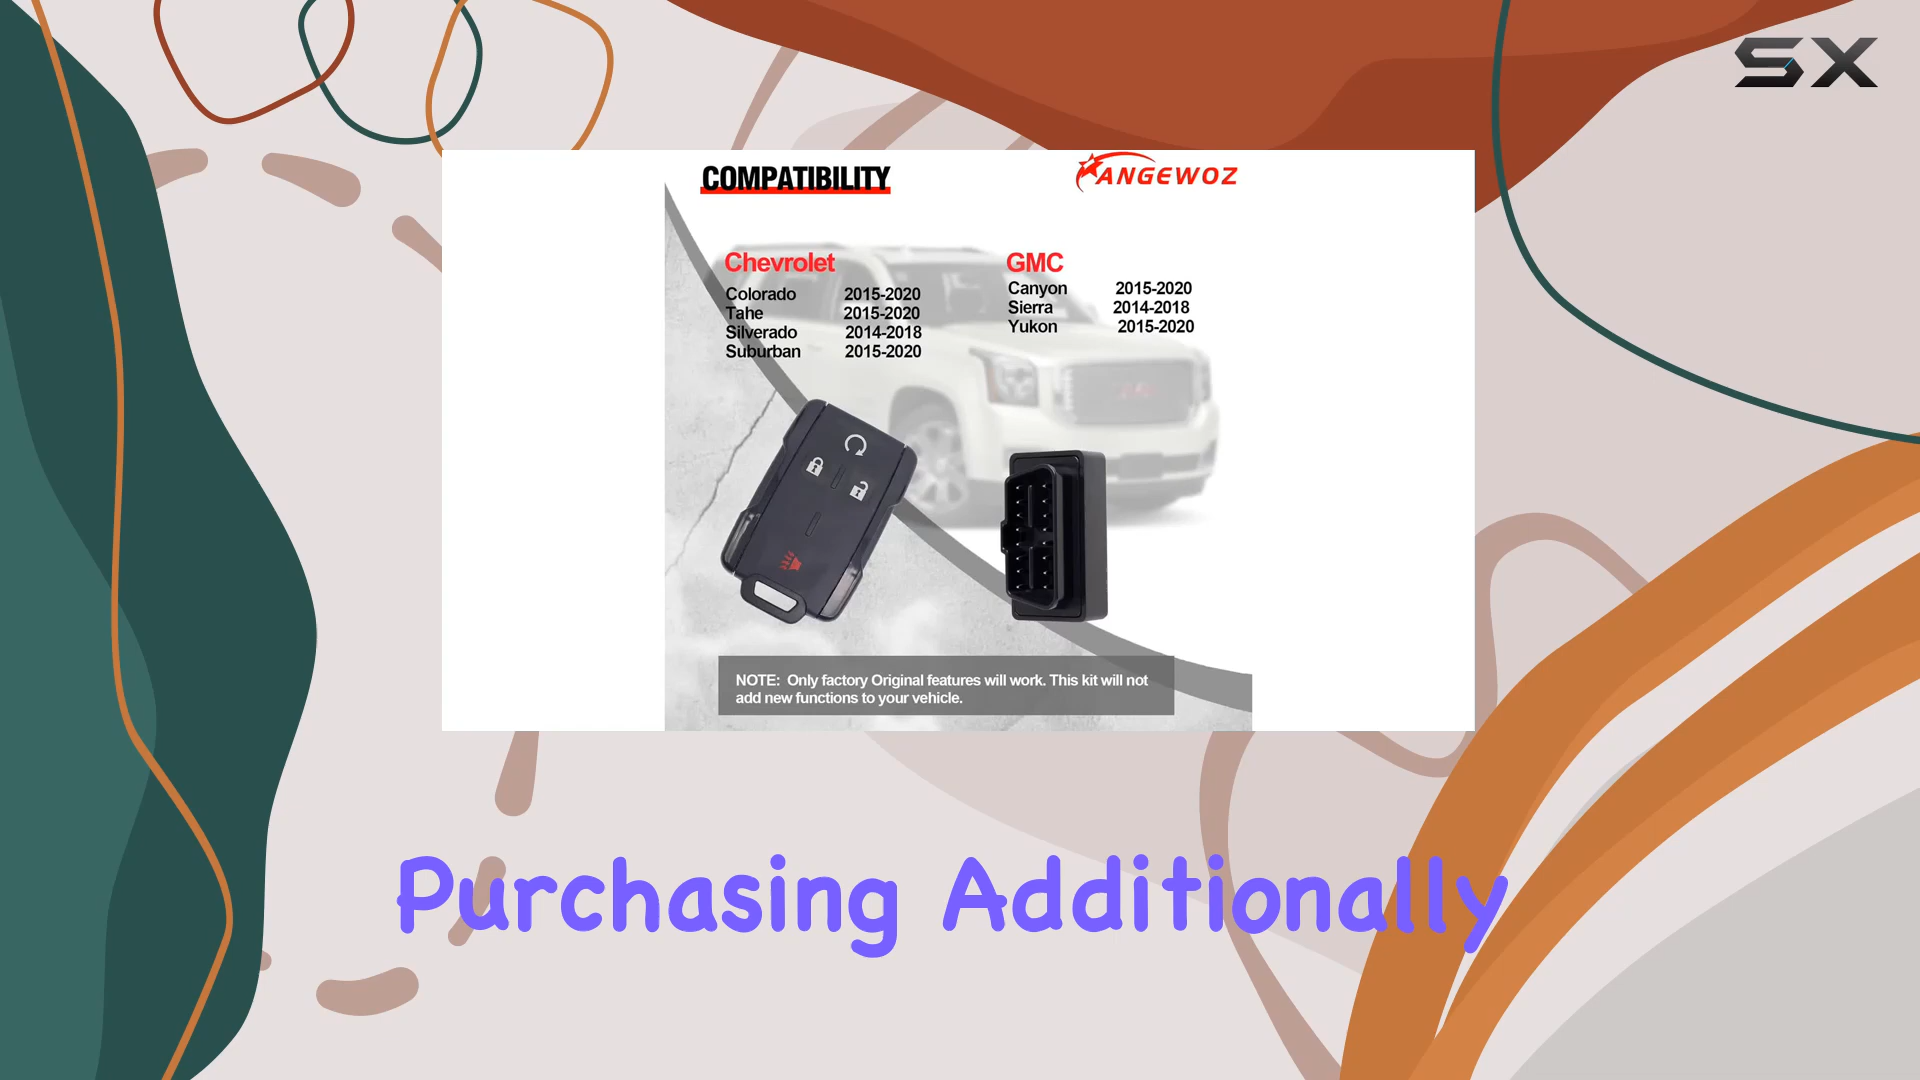 SX
COMPATIBILITY
ANGEWOZ
Chevrolet
Colorado 2015-2020
Tahe 2015-2020
Silverado 2014-2018
Suburban 2015-2020
GMC
Canyon 2015-2020
Sierra 2014-2018
Yukon 2015-2020
NOTE: Only factory Original features will work. This kit will not
add new functions to your vehicle.
Purchasing Additionally